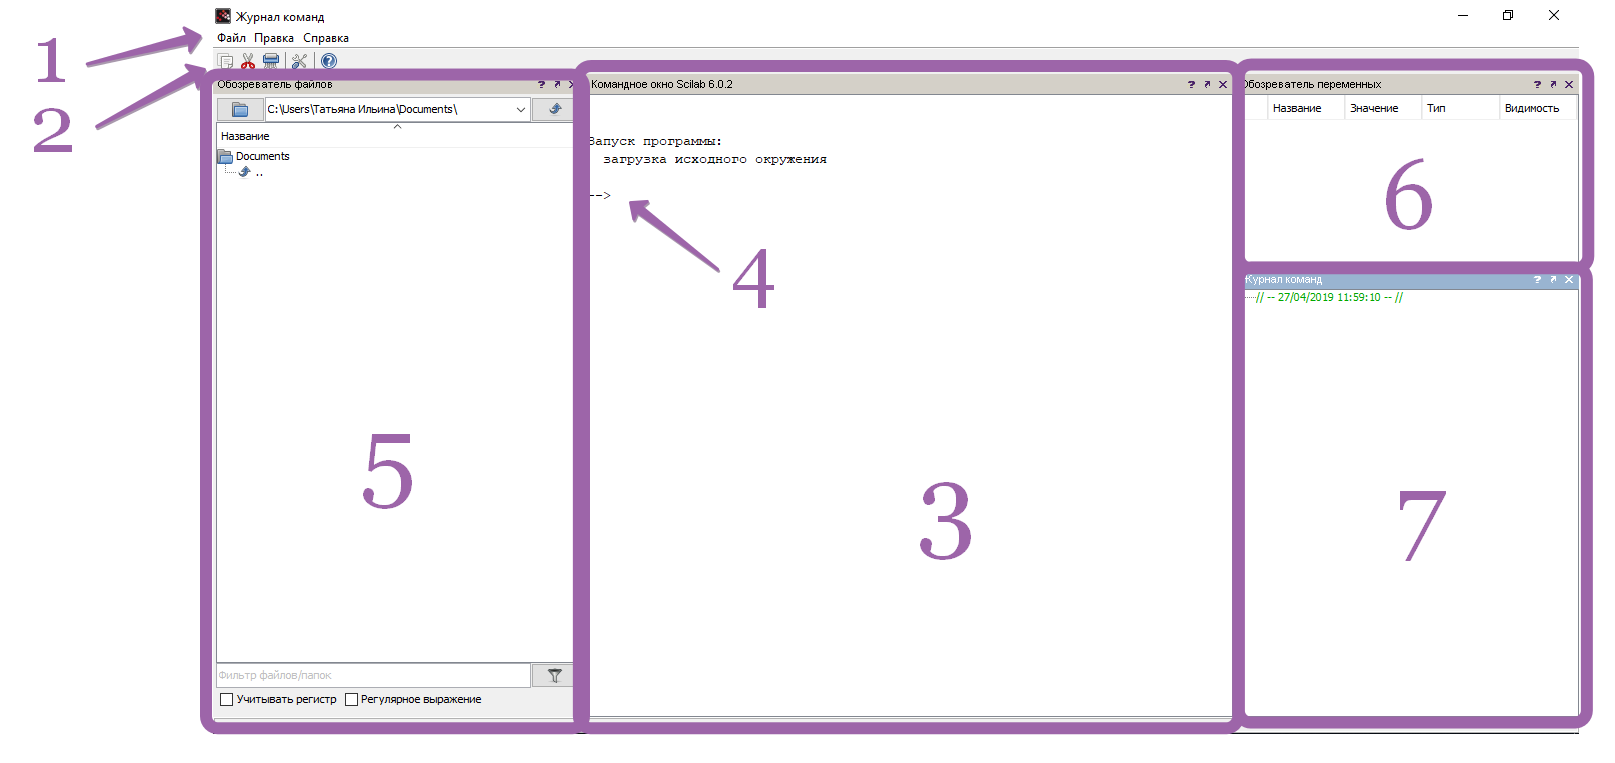 Журнал команд
1
Файл Правка Справка
2
Обозреватель файлов
C:\Users\Татьяна Ильина\Documents\
Название
Documents
..
5
Фильтр файлов/папок
Учитывать регистр Регулярное выражение
Командное окно Scilab 6.0.2
Запуск программы:
загрузка исходного окружения
-->
4
3
Обозреватель переменных
Название Значение Тип Видимость
6
Журнал команд
// -- 27/04/2019 11:59:10 -- //
7